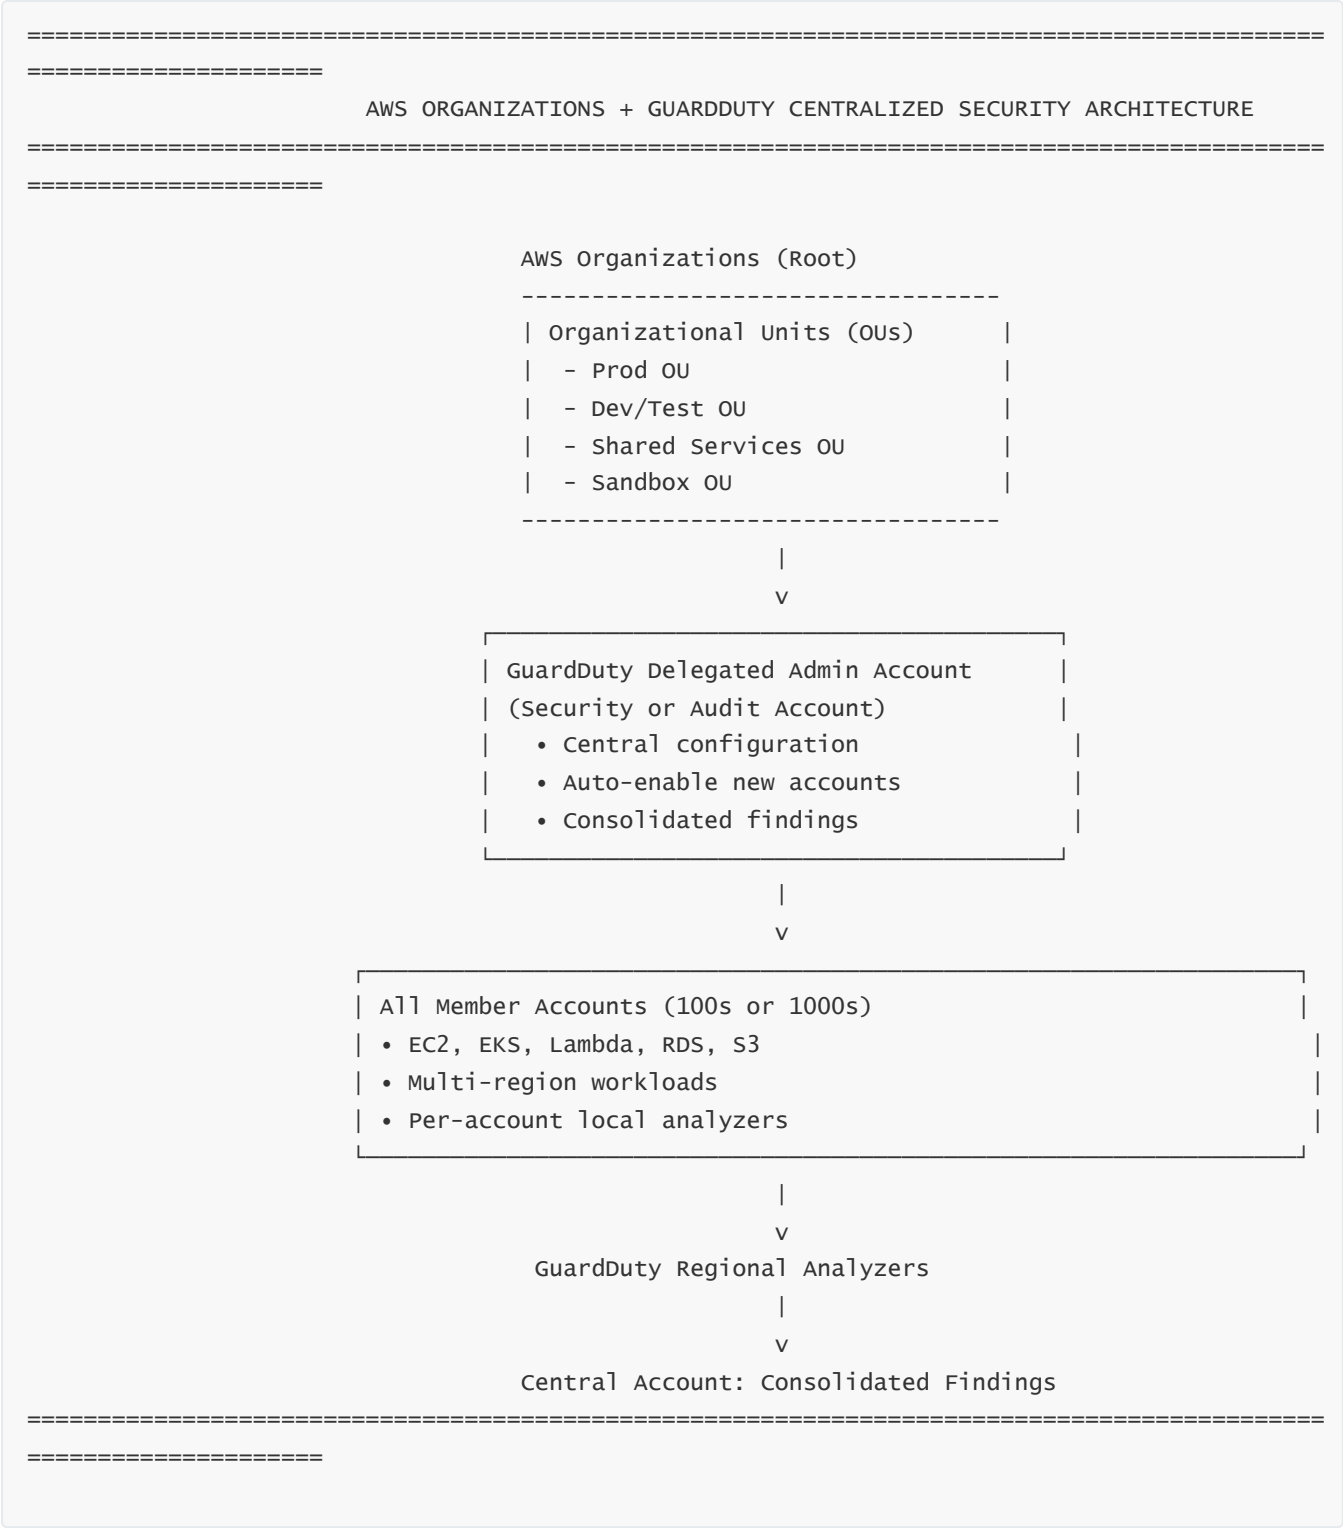 ============================================================================================
=====================
AWS ORGANIZATIONS + GUARDDUTY CENTRALIZED SECURITY ARCHITECTURE
============================================================================================
=====================
AWS Organizations (Root)
----------------------------------
| Organizational Units (OUs)      |
|  - Prod OU                      |
|  - Dev/Test OU                  |
|  - Shared Services OU           |
|  - Sandbox OU                   |
----------------------------------
|
v
┌────────────────────────────────────────┐
| GuardDuty Delegated Admin Account      |
| (Security or Audit Account)            |
|   • Central configuration              |
|   • Auto-enable new accounts            |
|   • Consolidated findings               |
└────────────────────────────────────────┘
|
v
┌──────────────────────────────────────────────────────────────────┐
| All Member Accounts (100s or 1000s)                              |
| • EC2, EKS, Lambda, RDS, S3                                       |
| • Multi-region workloads                                          |
| • Per-account local analyzers                                     |
└──────────────────────────────────────────────────────────────────┘
|
v
GuardDuty Regional Analyzers
|
v
Central Account: Consolidated Findings
============================================================================================
=====================